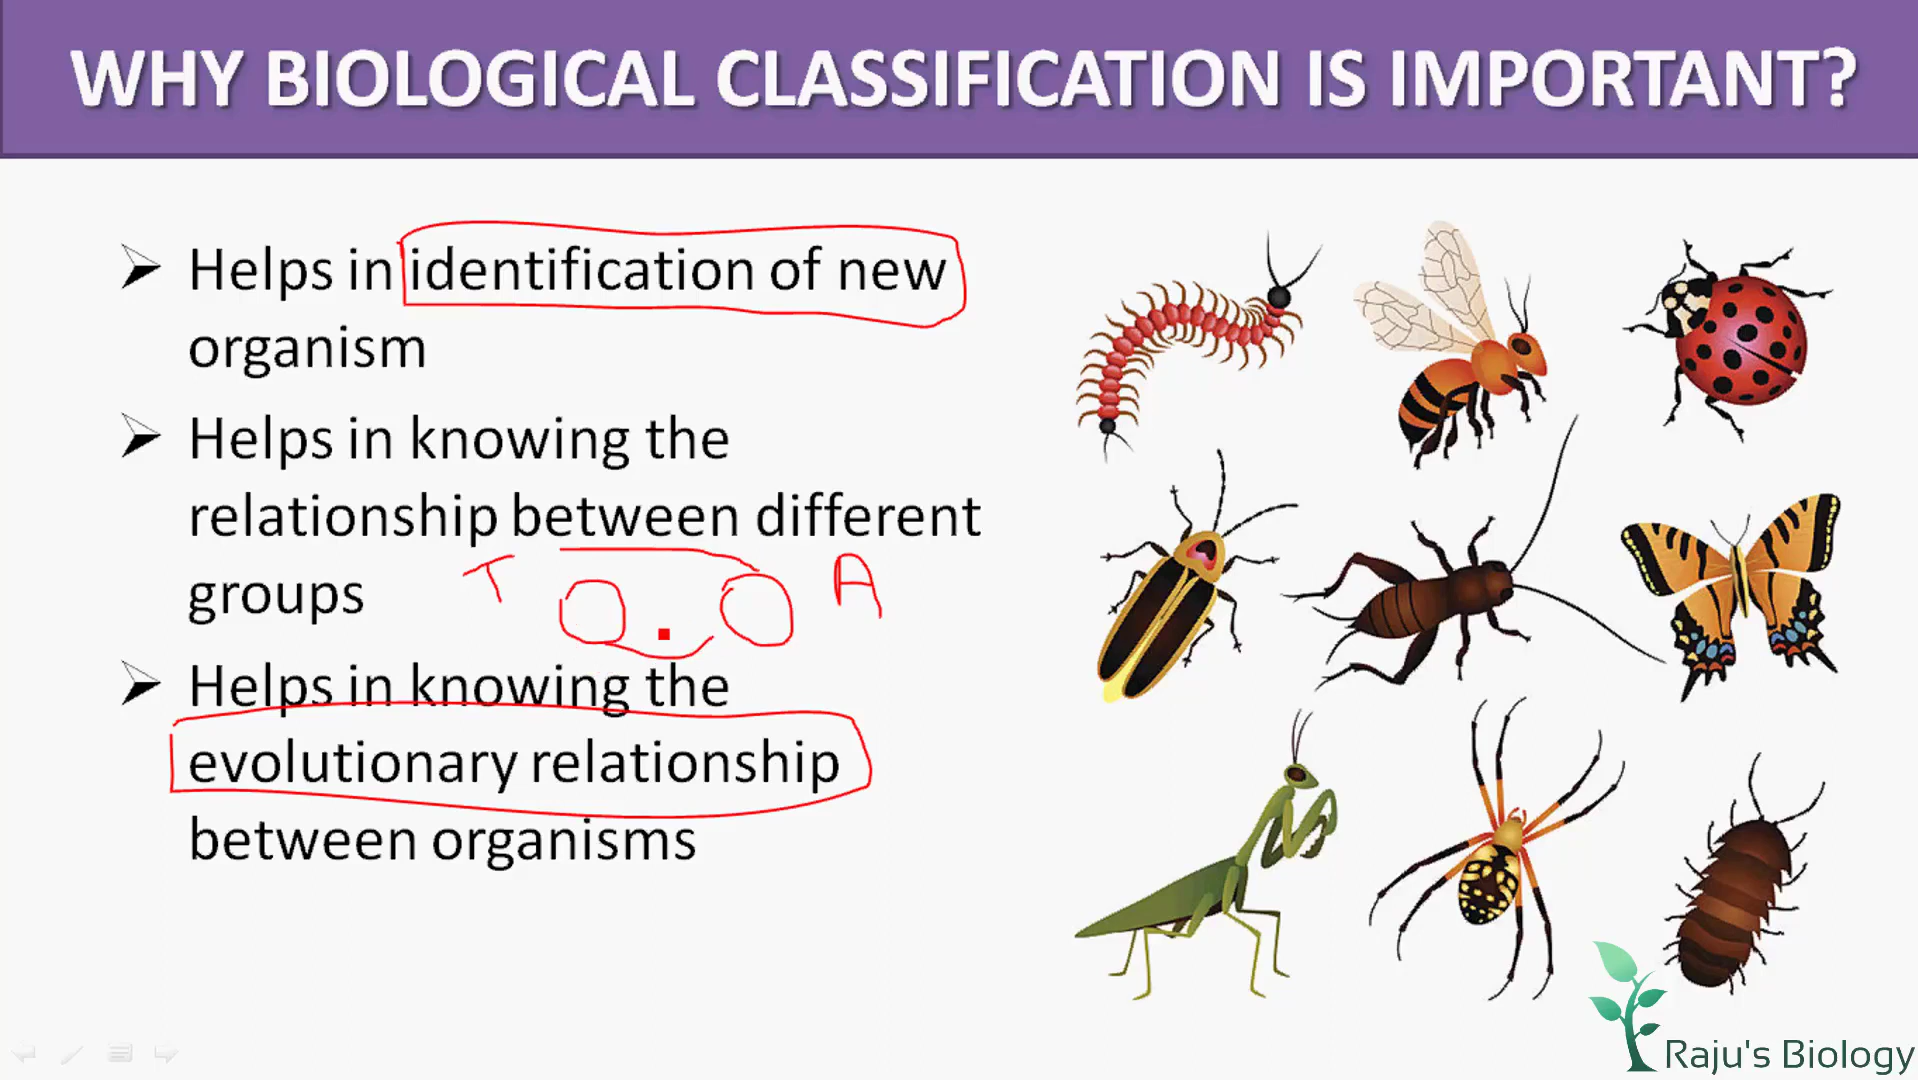 WHY BIOLOGICAL CLASSIFICATION IS IMPORTANT?
Helps in identification of new
organism
Helps in knowing the
relationship between different
groups
T A
Helps in knowing the
evolutionary relationship
between organisms
Raju's Biology